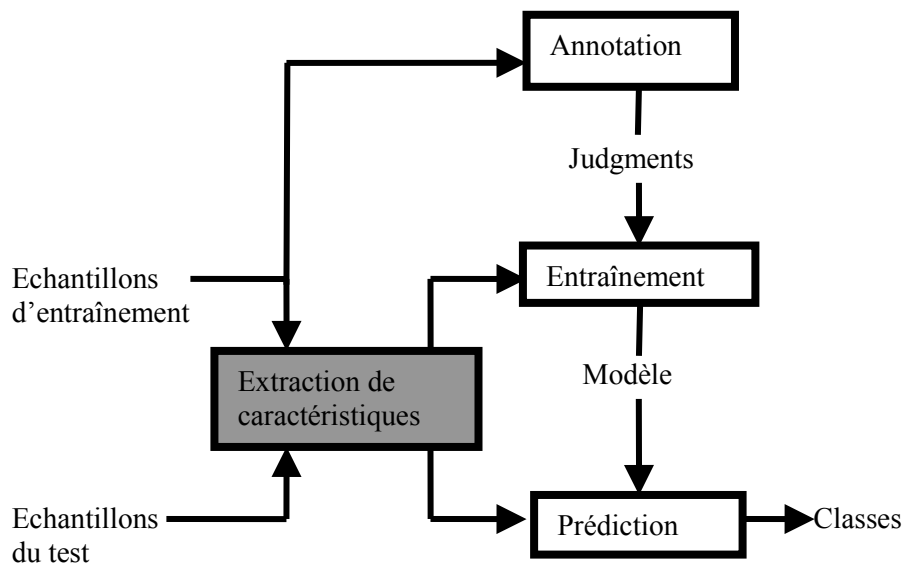 Annotation
Judgments
Echantillons
d’entraînement
Entraînement
Extraction de
caractéristiques
Modèle
Echantillons
du test
Prédiction
Classes